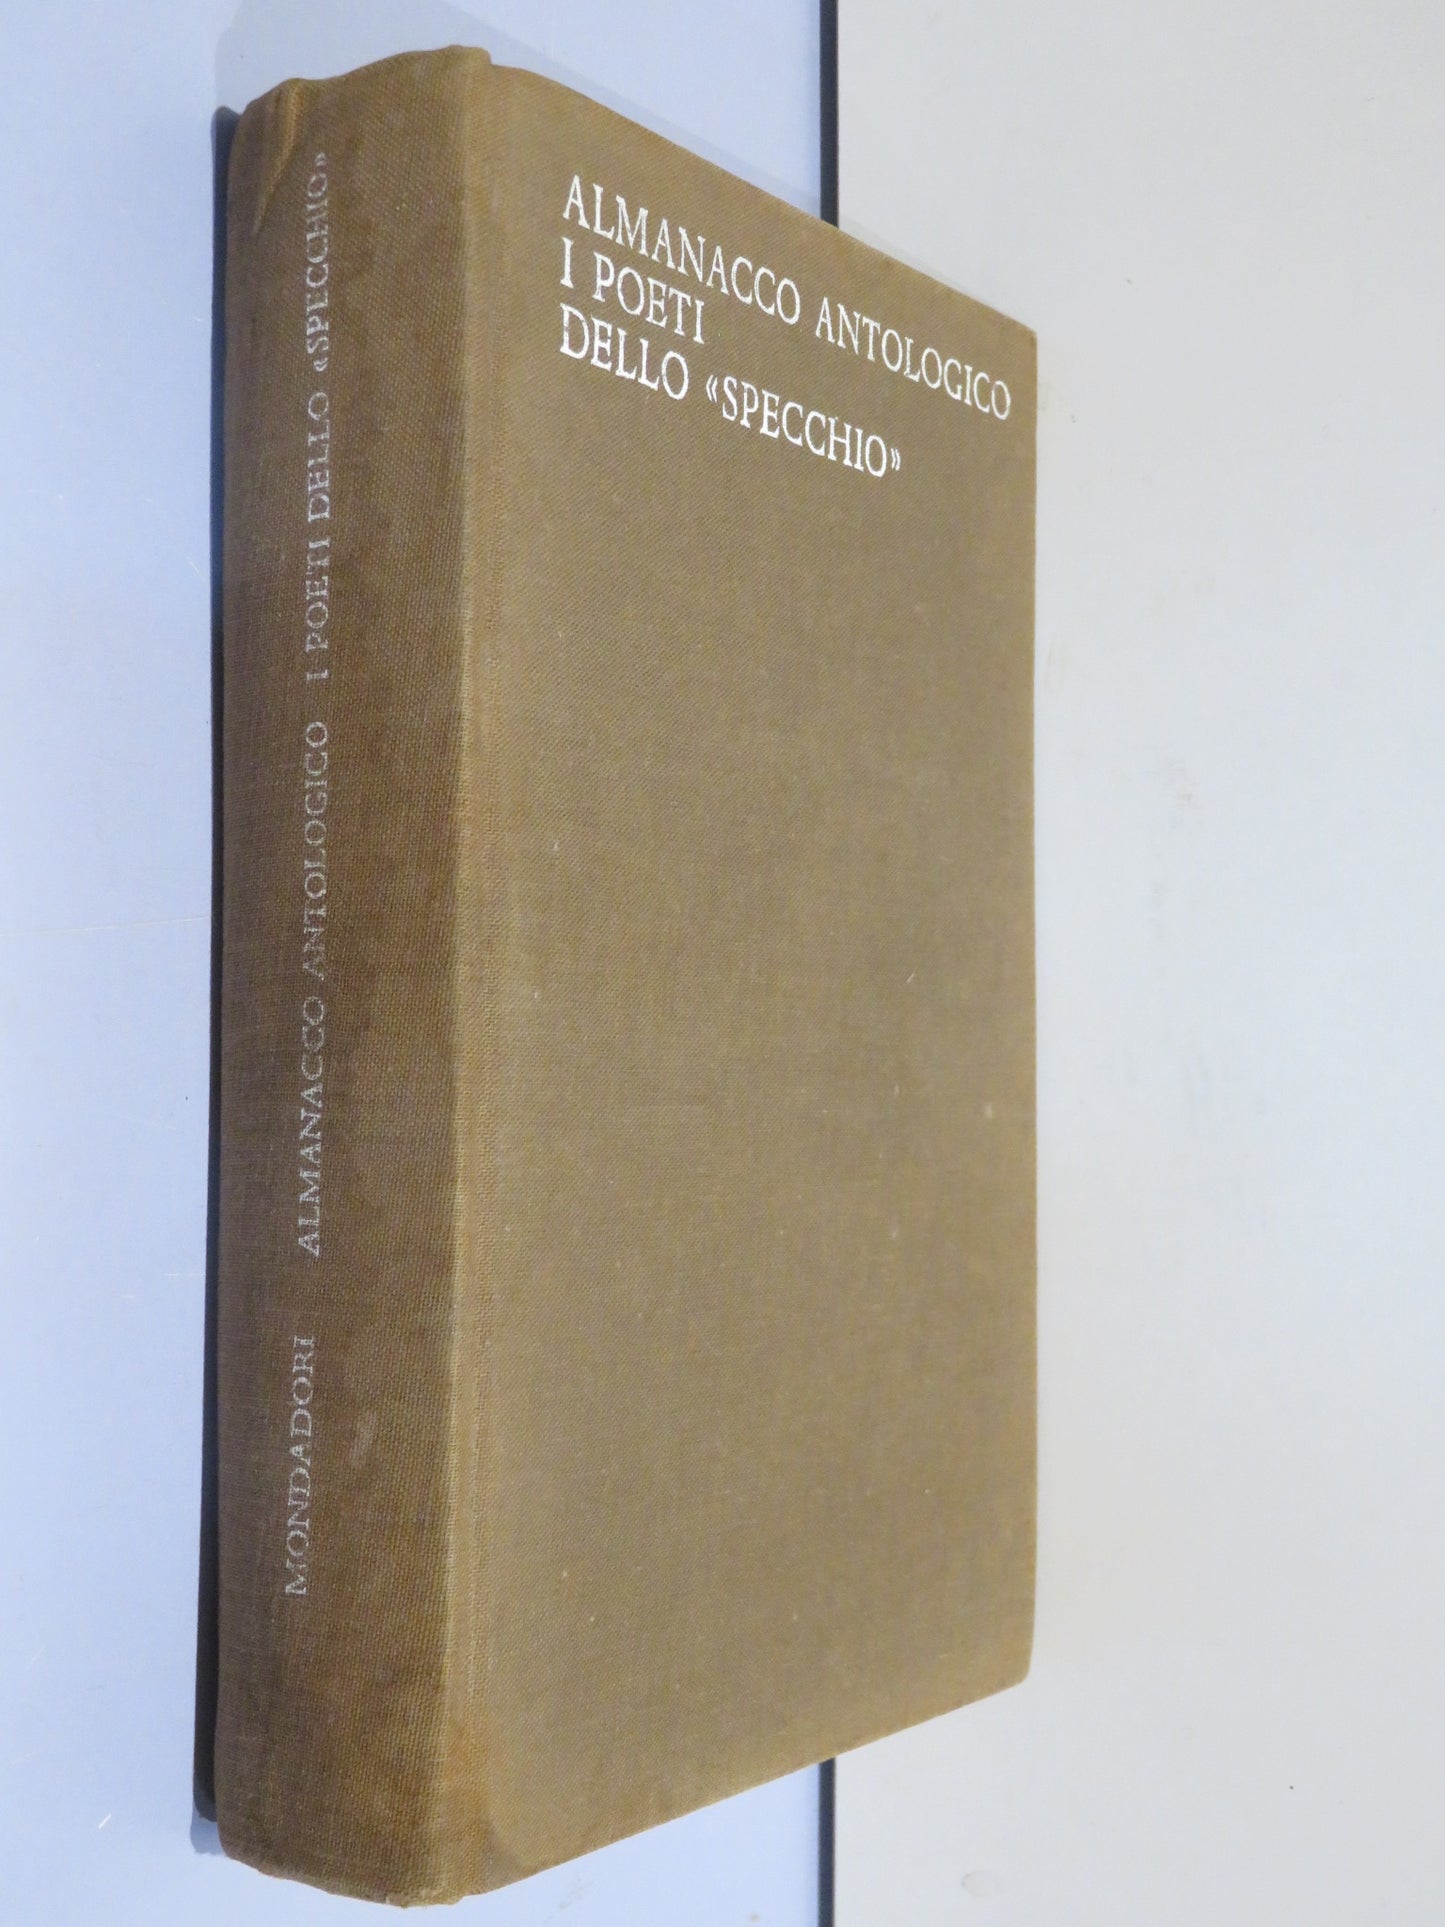 ALMANACCO ANTOLOGICO
I POETI
DELLO «SPECCHIO»
MONDADORI ALMANACCO ANTOLOGICO I POETI DELLO «SPECCHIO»